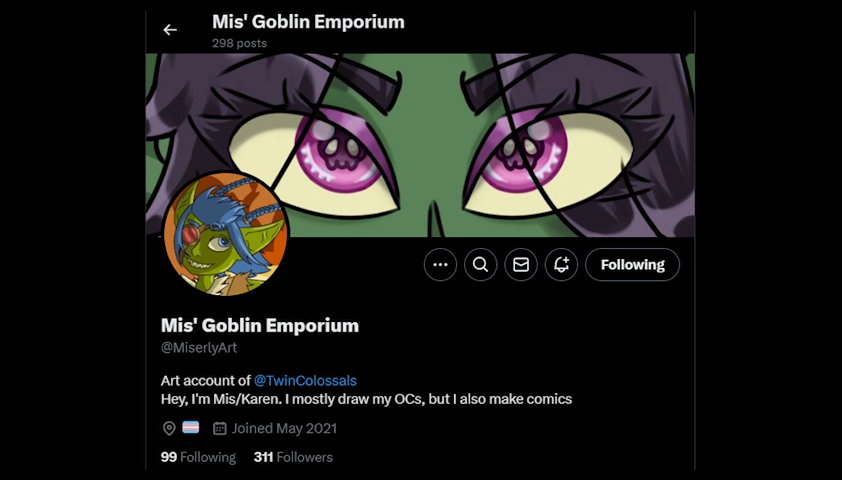 Mis' Goblin Emporium
298 posts
Following
Mis' Goblin Emporium
@MiserlyArt
Art account of @TwinColossals
Hey, I'm Mis/Karen. I mostly draw my OCs, but I also make comics
Joined May 2021
99 Following 311 Followers